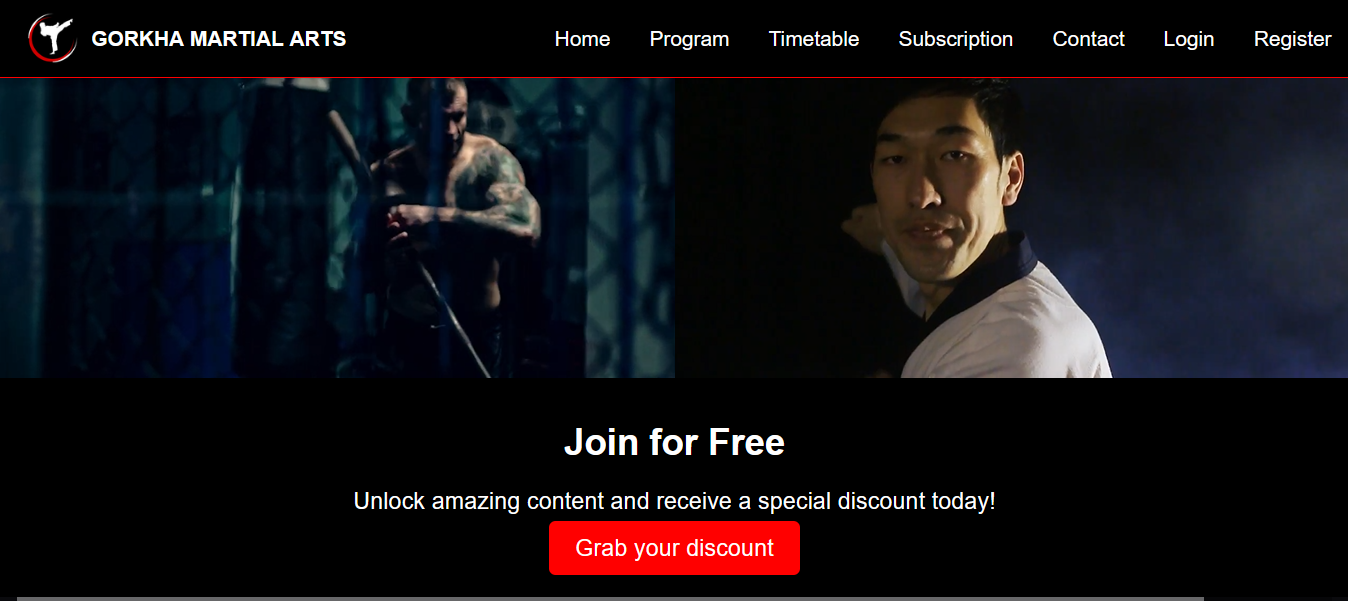 GORKHA MARTIAL ARTS
Home Program Timetable Subscription Contact Login Register
Join for Free
Unlock amazing content and receive a special discount today!
Grab your discount